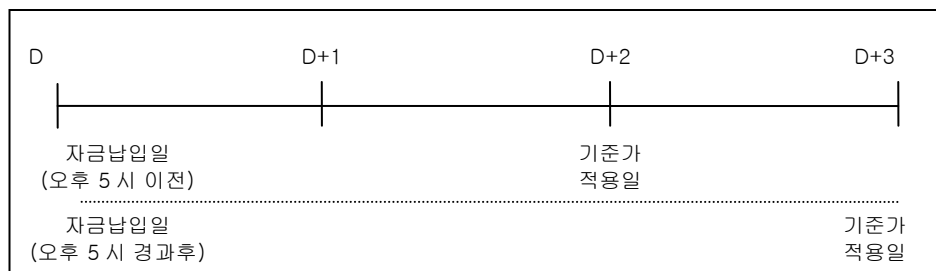 D D+1 D+2 D+3
자금납입일 기준가
(오후 5 시 이전) 적용일
자금납입일 기준가
(오후 5 시 경과후) 적용일